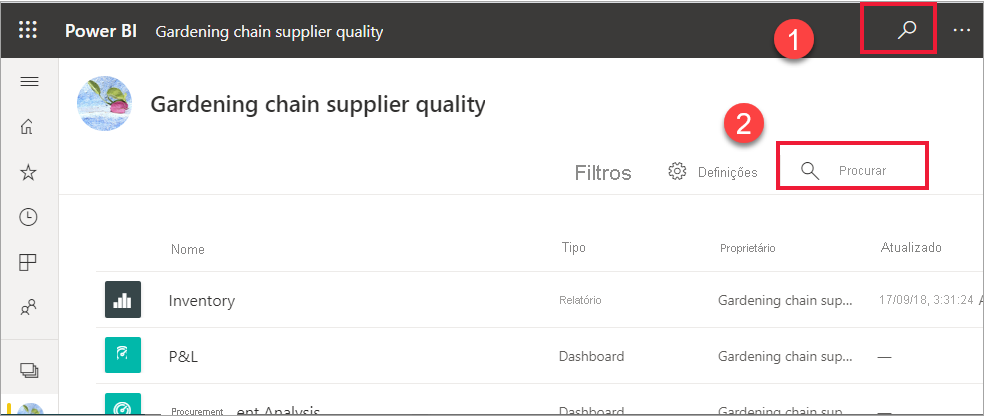 Power BI Gardening chain supplier quality
1
Gardening chain supplier quality
2
Filtros Definições Procurar
Nome Tipo Proprietário Atualizado
Inventory Relatório Gardening chain sup... 17/09/18, 3:31:24 A
P&L Dashboard Gardening chain sup... —
Procurement ent Analysis Dashboard Gardening chain sup... —